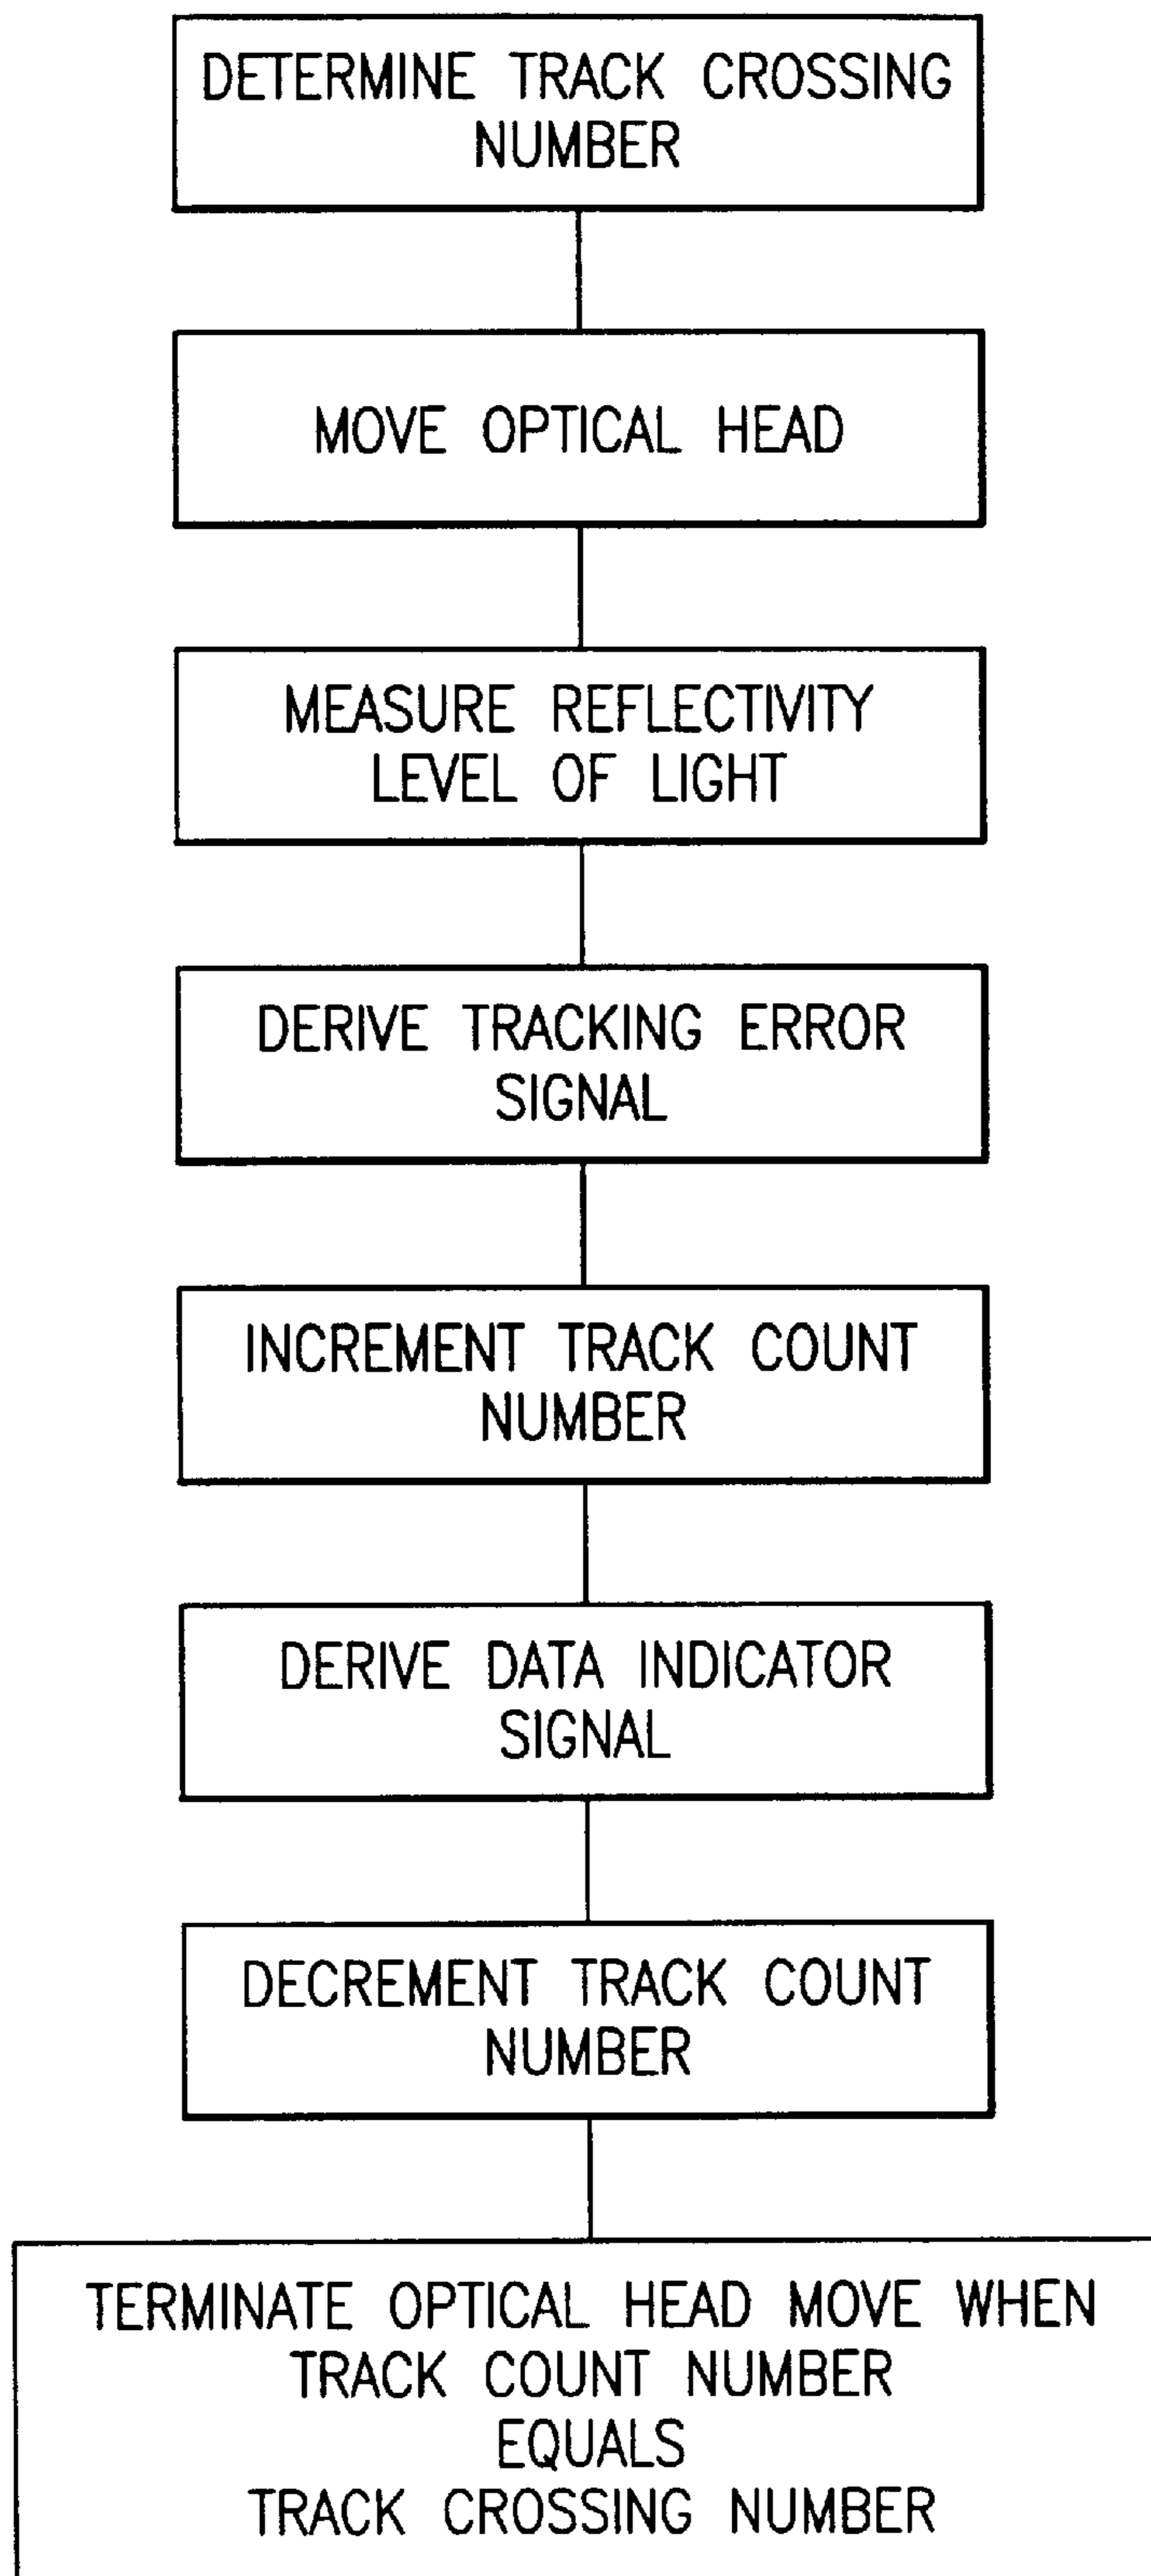 DETERMINE TRACK CROSSING
NUMBER
MOVE OPTICAL HEAD
MEASURE REFLECTIVITY
LEVEL OF LIGHT
DERIVE TRACKING ERROR
SIGNAL
INCREMENT TRACK COUNT
NUMBER
DERIVE DATA INDICATOR
SIGNAL
DECREMENT TRACK COUNT
NUMBER
TERMINATE OPTICAL HEAD MOVE WHEN
TRACK COUNT NUMBER
EQUALS
TRACK CROSSING NUMBER